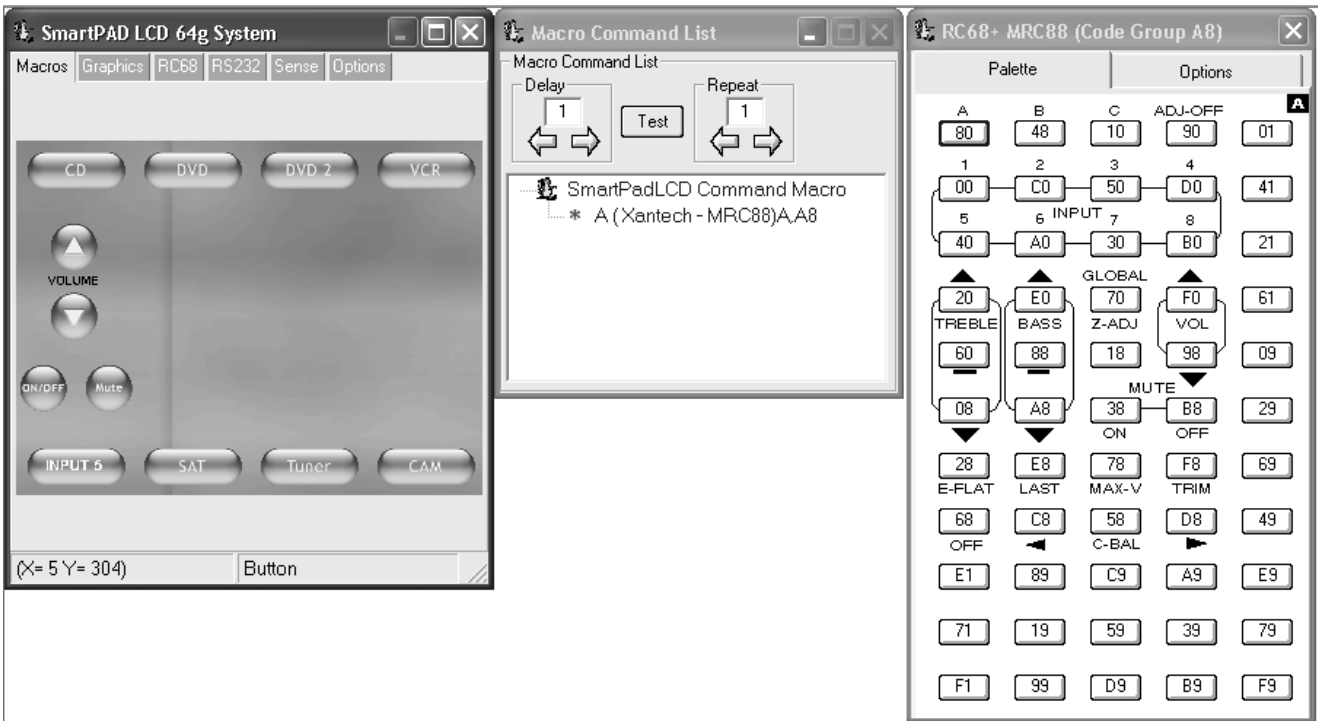 SmartPAD LCD 64g System
Macros Graphics RC68 RS232 Sense Options
CD DVD DVD 2 VCR
VOLUME
ON/OFF Mute
INPUT 6 SAT Tuner CAM
(X= 5 Y= 304) Button
Macro Command List
Macro Command List
Delay Repeat
1 Test 1
SmartPadLCD Command Macro
* A ( Xantech - MRC88)A,A8
RC68+ MRC88 (Code Group A8)
Palette Options
A
A B C ADJ-OFF
80 48 10 90 01
1 2 3 4
00 C0 50 D0 41
INPUT
5 6 7 8
40 A0 30 B0 21
GLOBAL
20 E0 70 F0 61
TREBLE BASS Z-ADJ VOL
60 88 18 98 09
MUTE
08 A8 38 B8 29
ON OFF
28 E8 78 F8 69
E-FLAT LAST MAX-V TRIM
68 C8 58 D8 49
OFF C-BAL
E1 89 C9 A9 E9
71 19 59 39 79
F1 99 D9 B9 F9